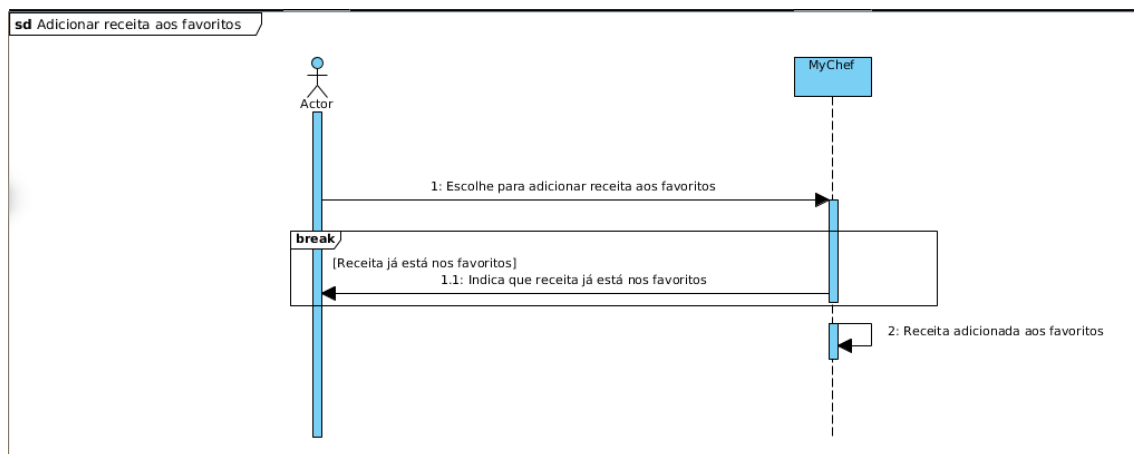 sd Adicionar receita aos favoritos
Actor
MyChef
1: Escolhe para adicionar receita aos favoritos
break
[Receita já está nos favoritos]
1.1: Indica que receita já está nos favoritos
2: Receita adicionada aos favoritos